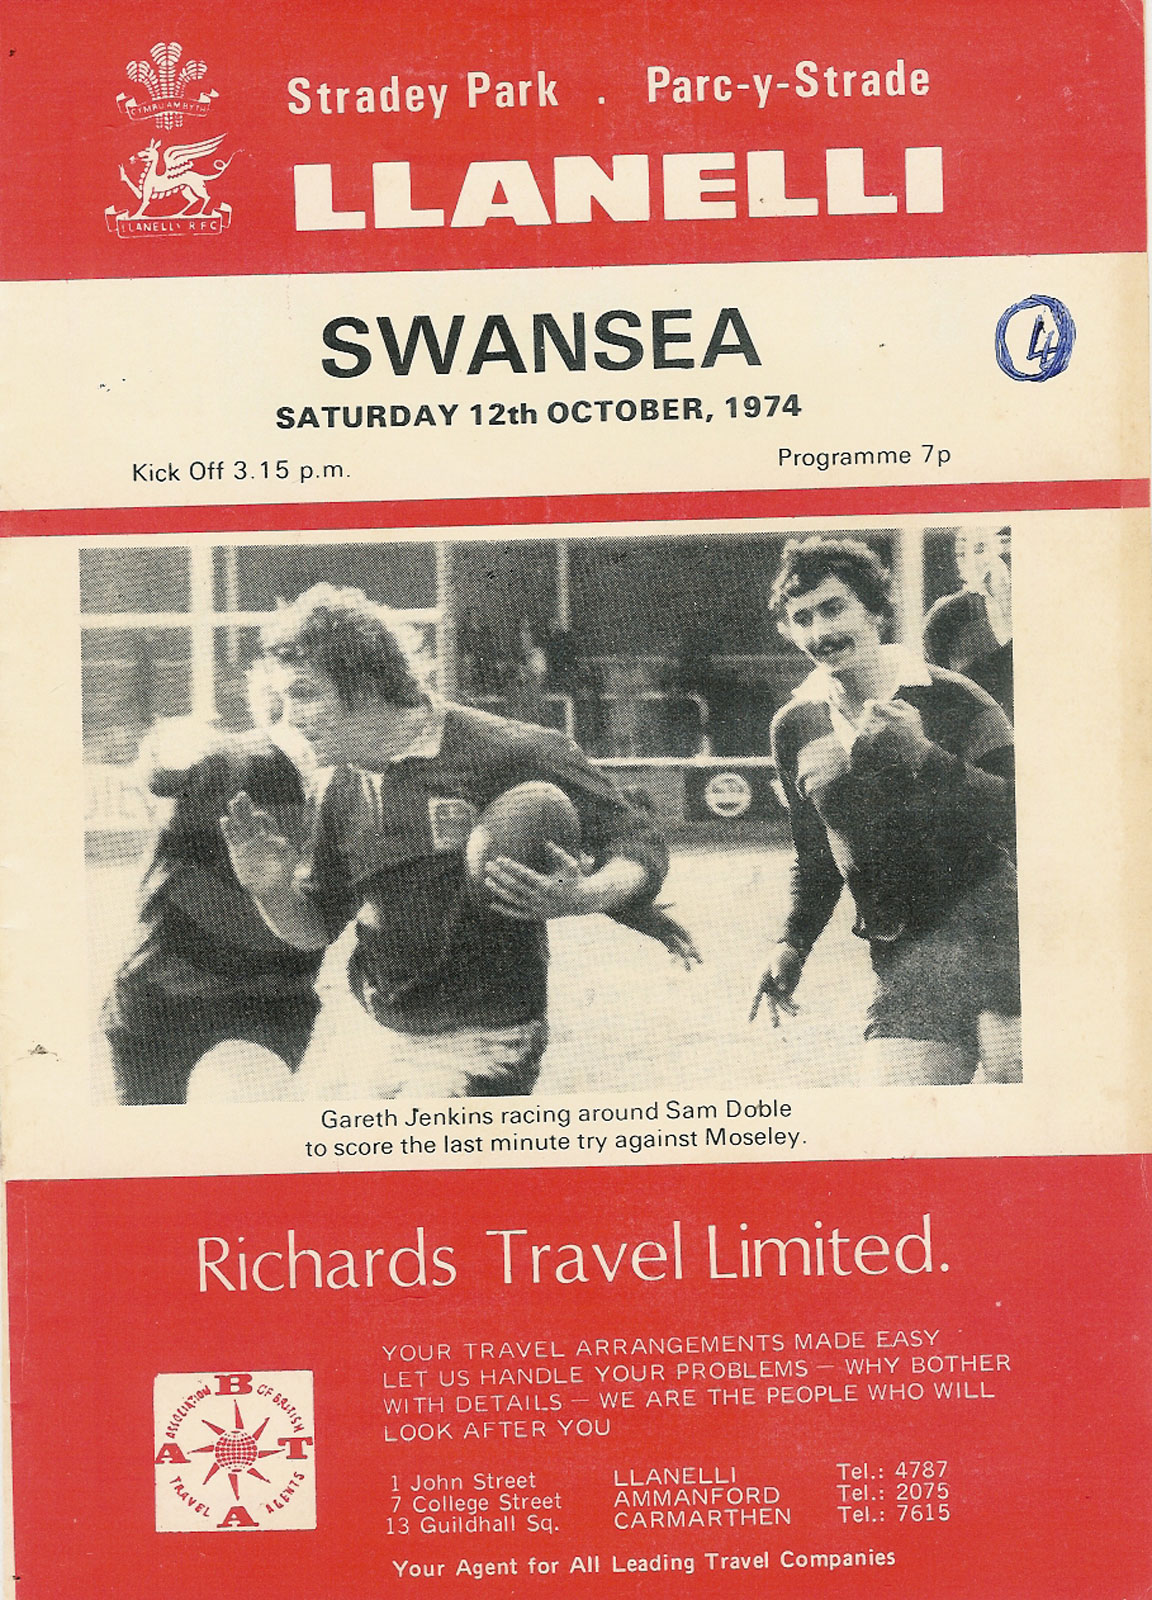 CYMRU AM BYTH
LLANELLY R F C
Stradey Park . Parc-y-Strade
LLANELLI
SWANSEA
4
SATURDAY 12th OCTOBER, 1974
Kick Off 3.15 p.m.
Programme 7p
Gareth Jenkins racing around Sam Doble
to score the last minute try against Moseley.
Richards Travel Limited.
YOUR TRAVEL ARRANGEMENTS MADE EASY
LET US HANDLE YOUR PROBLEMS — WHY BOTHER
WITH DETAILS — WE ARE THE PEOPLE WHO WILL
LOOK AFTER YOU
ASSOCIATION OF BRITISH TRAVEL AGENTS
A B T A
1 John Street LLANELLI Tel.: 4787
7 College Street AMMANFORD Tel.: 2075
13 Guildhall Sq. CARMARTHEN Tel.: 7615
Your Agent for All Leading Travel Companies